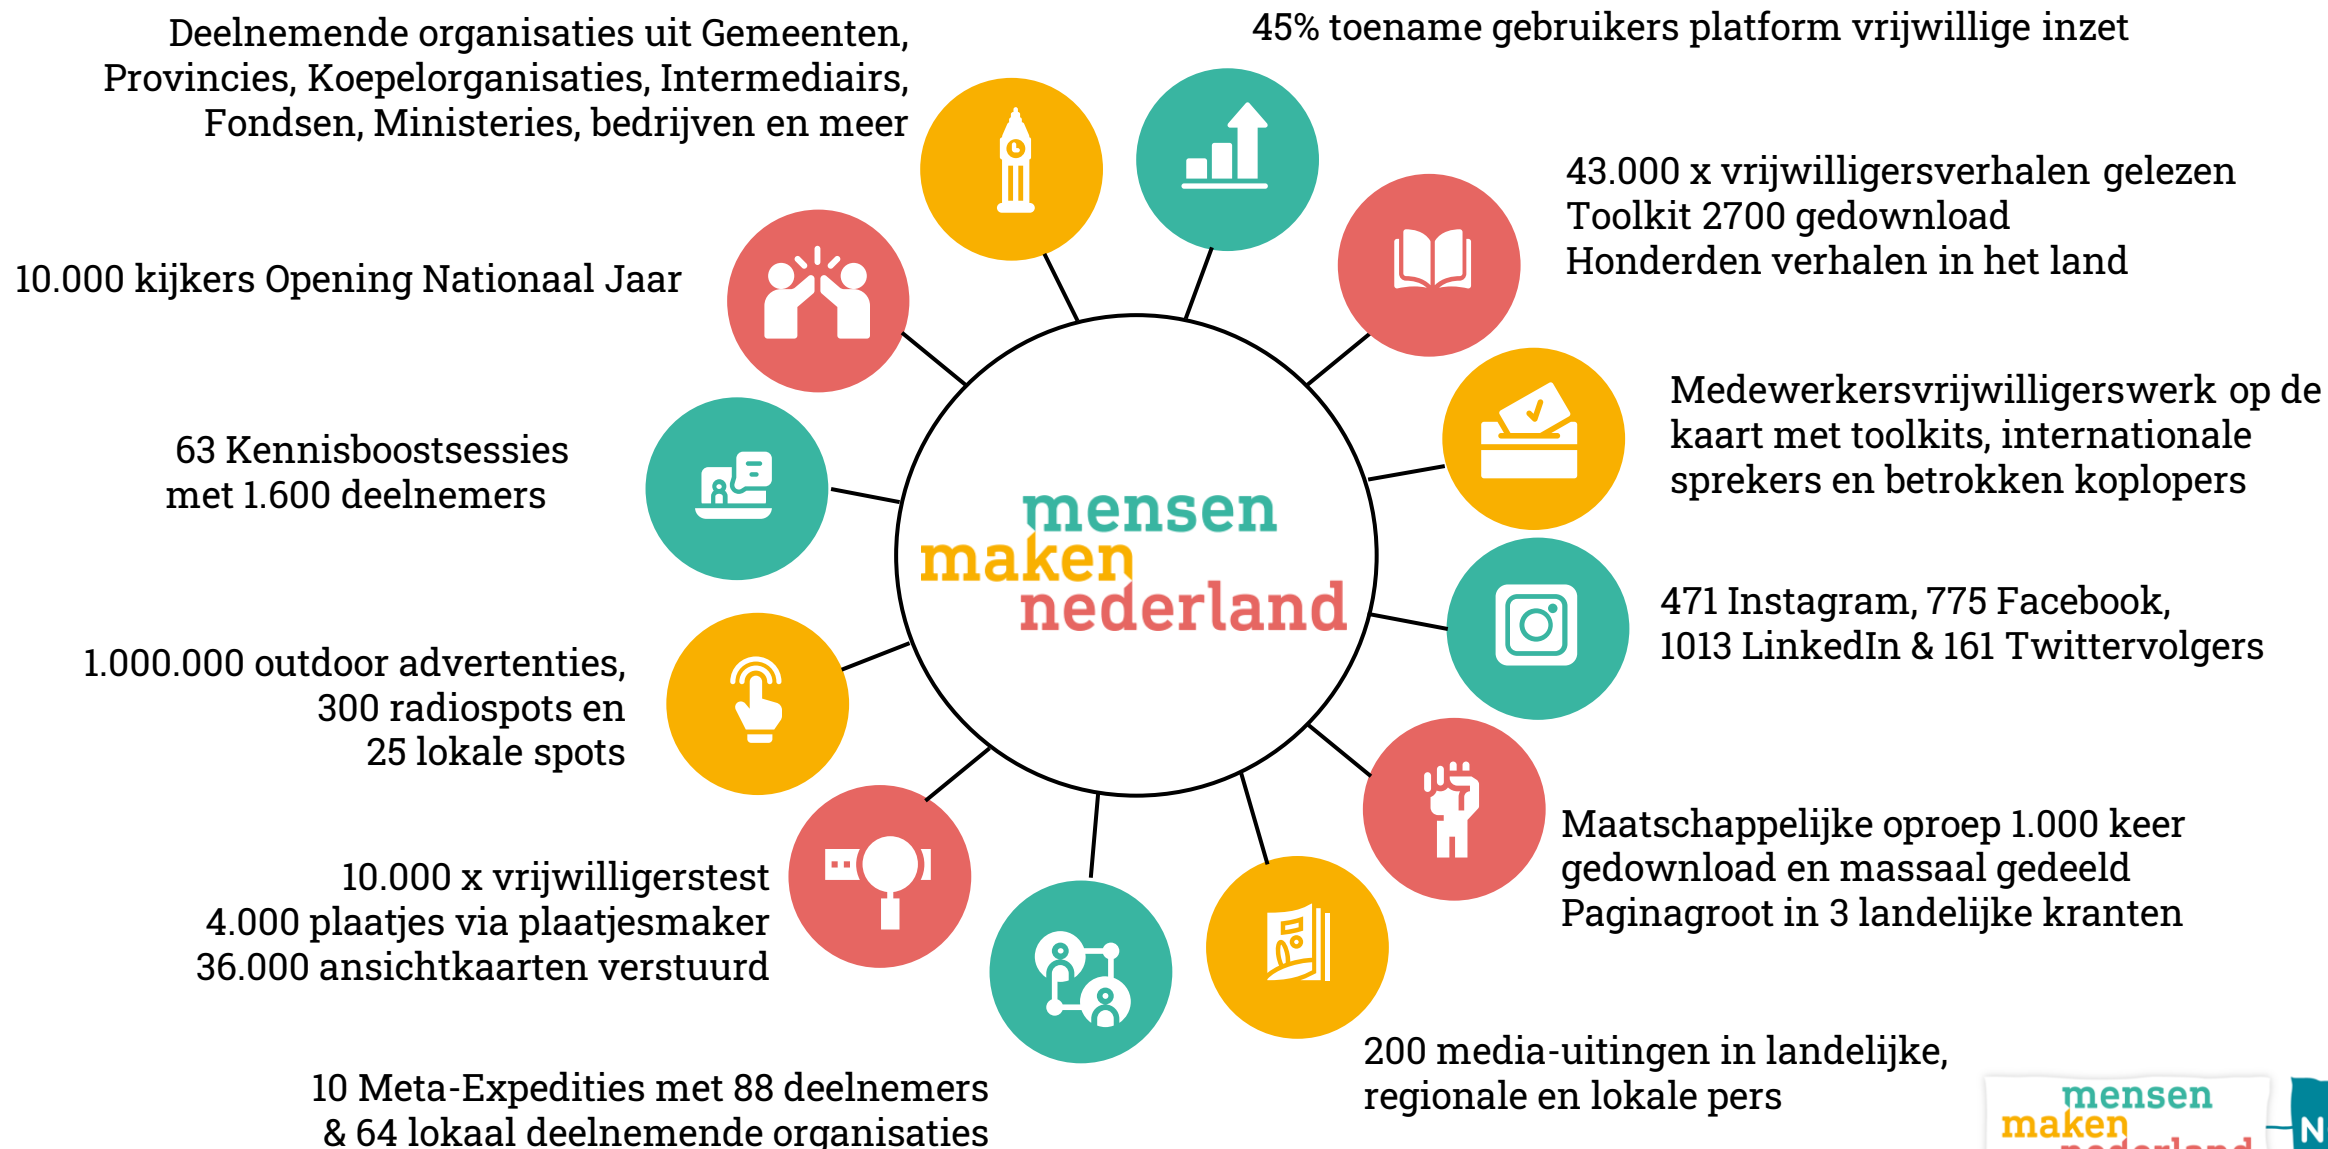 Deelnemende organisaties uit Gemeenten,
Provincies, Koepelorganisaties, Intermediairs,
Fondsen, Ministeries, bedrijven en meer
45% toename gebruikers platform vrijwillige inzet
43.000 x vrijwilligersverhalen gelezen
Toolkit 2700 gedownload
Honderden verhalen in het land
10.000 kijkers Opening Nationaal Jaar
Medewerkersvrijwilligerswerk op de
kaart met toolkits, internationale
sprekers en betrokken koplopers
63 Kennisboostsessies
met 1.600 deelnemers
mensen
maken
nederland
471 Instagram, 775 Facebook,
1013 LinkedIn & 161 Twittervolgers
1.000.000 outdoor advertenties,
300 radiospots en
25 lokale spots
Maatschappelijke oproep 1.000 keer
gedownload en massaal gedeeld
Paginagroot in 3 landelijke kranten
10.000 x vrijwilligerstest
4.000 plaatjes via plaatjesmaker
36.000 ansichtkaarten verstuurd
200 media-uitingen in landelijke,
regionale en lokale pers
10 Meta-Expedities met 88 deelnemers
& 64 lokaal deelnemende organisaties
mensen
maken
nederland
N